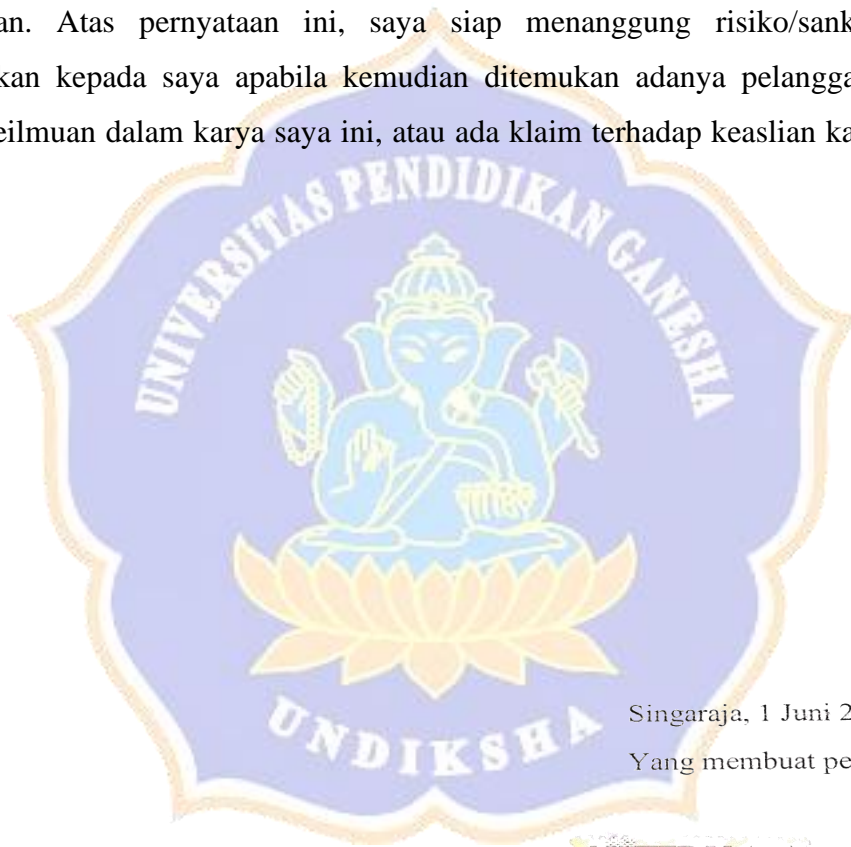 an. Atas pernyataan ini, saya siap menanggung risiko/sank
kan kepada saya apabila kemudian ditemukan adanya pelangga
eilmuan dalam karya saya ini, atau ada klaim terhadap keaslian ka
UNIVERSITAS PENDIDIKAN GANESHA
UNDIKSHA
Singaraja, 1 Juni 2
Yang membuat pe